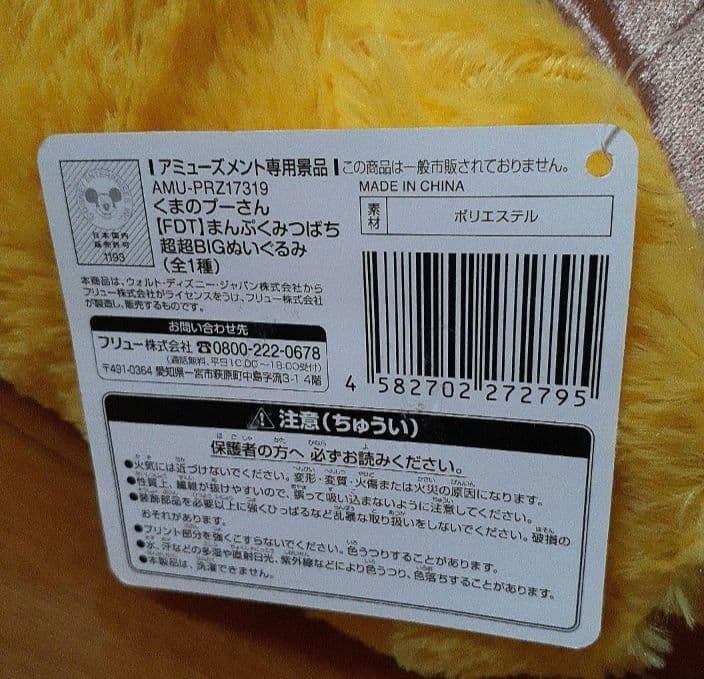 アミューズメント専用景品
この商品は一般市販されておりません。
AMU-PRZ17319
くまのプーさん
【FDT】まんぷくみつばち
超超BIGぬいぐるみ
(全1種)
MADE IN CHINA
素材
ポリエステル
日本国内
販売許可
1193
本商品は、ウォルト・ディズニー・ジャパン株式会社から
フリュー株式会社がライセンスをうけ、フリュー株式会社
が製造し、販売するものです。
お問い合わせ先
フリュー株式会社 ☎0800-222-0678
(通話無料、平日10:00～18:00受付)
〒491-0364 愛知県一宮市萩原町中島字流3-1 4階
4 582702 272795
注意(ちゅうい)
保護者の方へ 必ずお読みください。
●火気には近づけないでください。変形・変質・火傷または火災の原因になります。
●性質上、繊維が抜けやすいので、誤って吸い込まないように注意してください。
●装飾部品を必要以上に強くひっぱるなど乱暴な取り扱いをしないでください。破損の
おそれがあります。
●プリント部分を強くこすらないでください。色うつりすることがあります。
●水、汗などの多湿や直射日光、紫外線などにより色うつり、色落ちすることがあります。
●本製品は、洗濯できません。